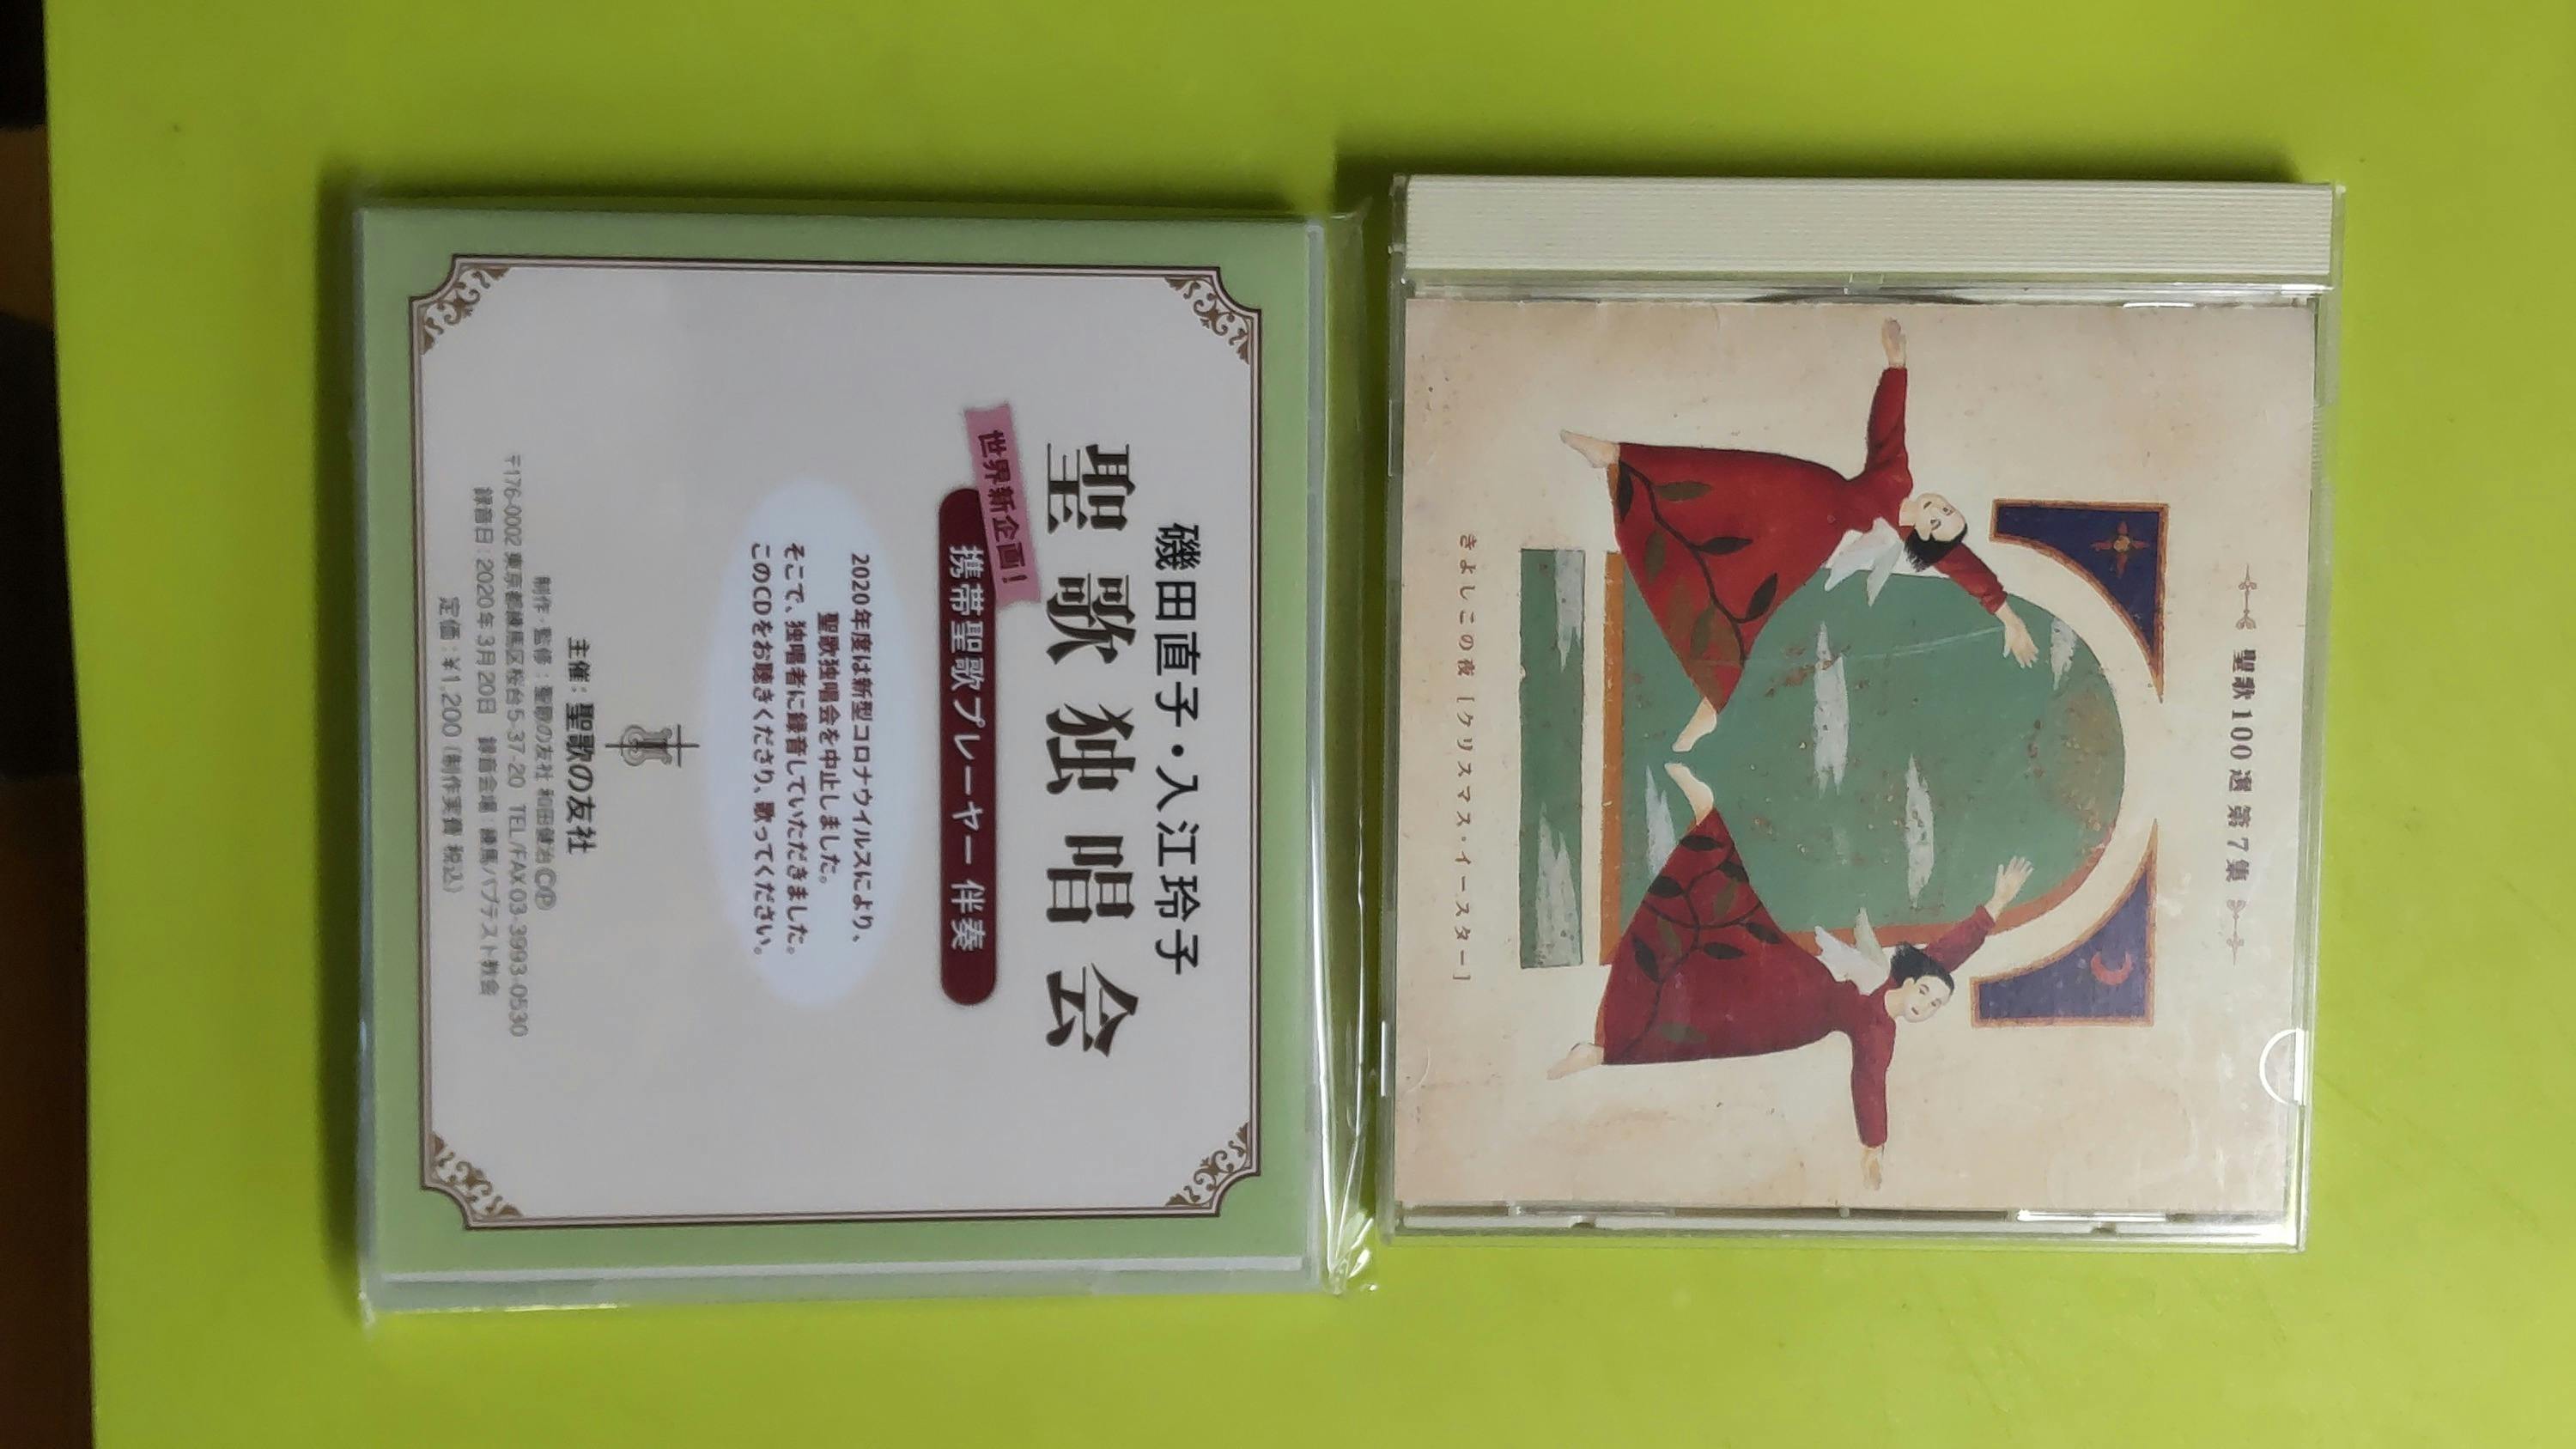 磯田直子・入江玲子
聖歌独唱会
世界新企画!
携帯聖歌プレーヤー 伴奏
2020年度は新型コロナウイルスにより、
聖歌独唱会を中止しました。
そこで、独唱者に録音していただきました。
このCDをお聴きくださり、歌ってください。
主催:聖歌の友社
制作・監修:聖歌の友社 和田健治ⒸⓅ
〒176-0002 東京都練馬区桜台5-37-20 TEL/FAX 03-3993-0530
録音日:2020年3月20日 録音会場:練馬バプテスト教会
定価:¥1,200(制作実費 税込)
聖歌100選 第7集
きよしこの夜[クリスマス・イースター]